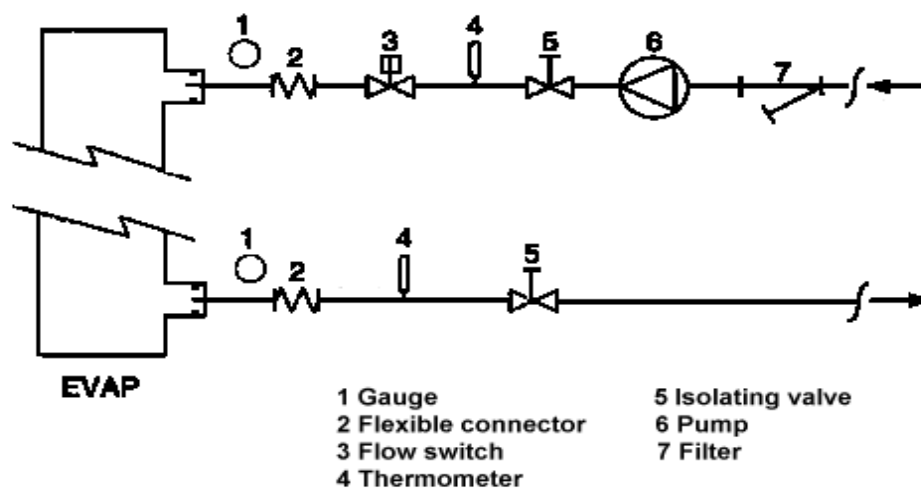 1
2
3
4
5
6
7
1
2
4
5
EVAP
1 Gauge
2 Flexible connector
3 Flow switch
4 Thermometer
5 Isolating valve
6 Pump
7 Filter